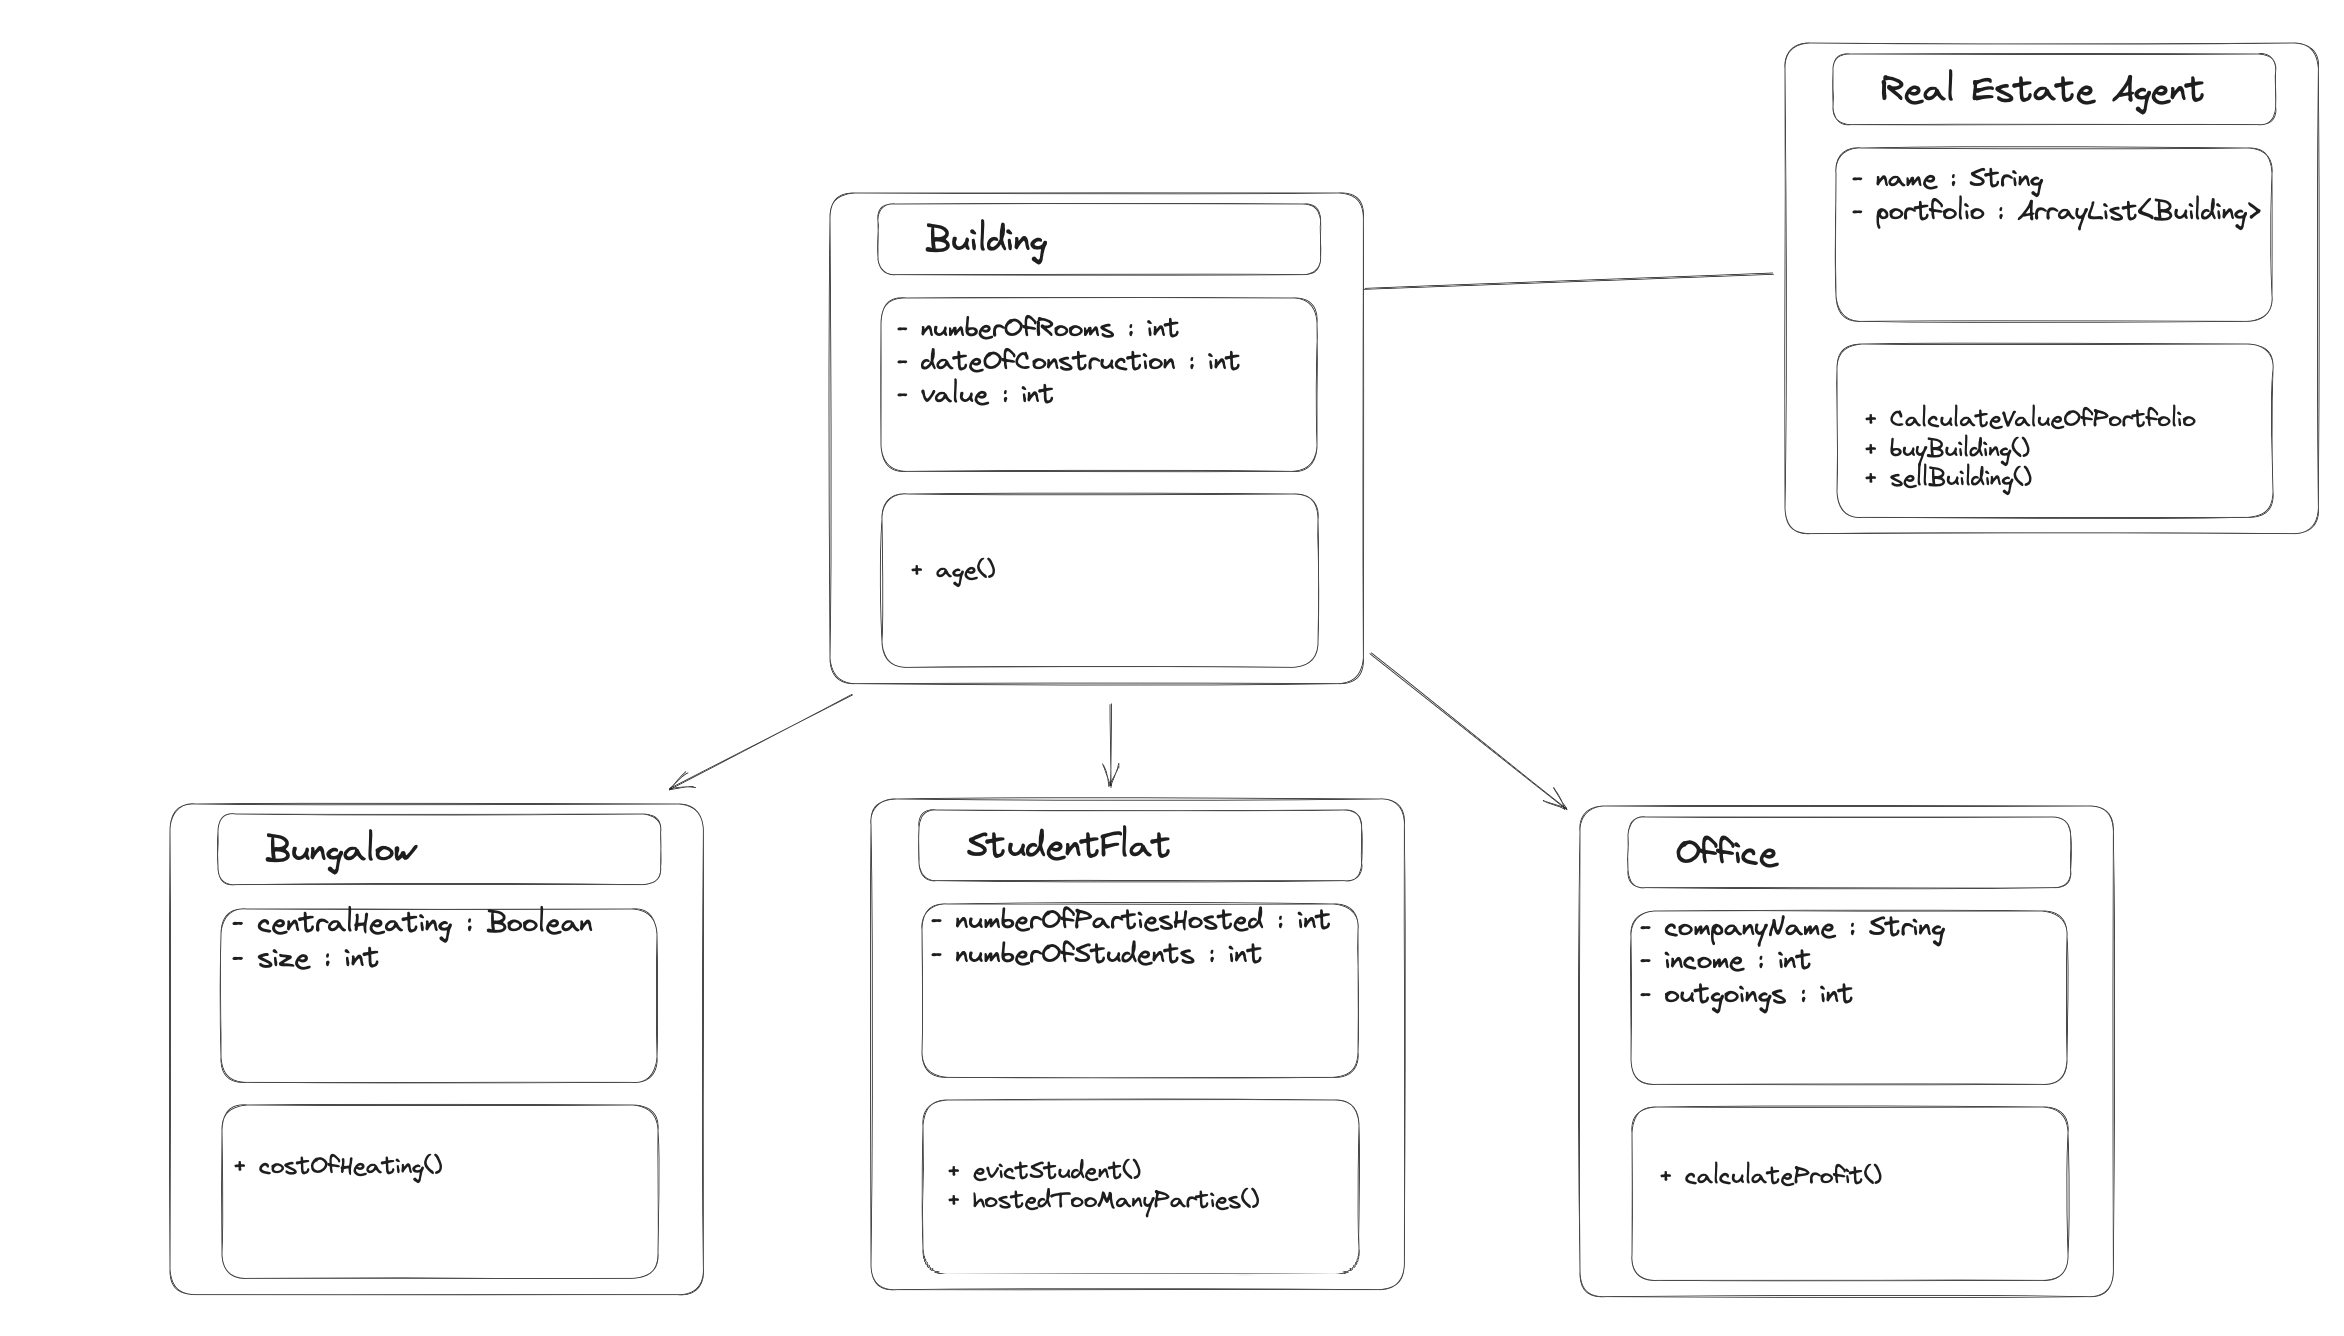 Real Estate Agent
- name : String
- portfolio : ArrayList<Building>
+ CalculateValueOfPortfolio
+ buyBuilding()
+ sellBuilding()
Building
- numberOfRooms : int
- dateOfConstruction : int
- value : int
+ age()
Bungalow
- centralHeating : Boolean
- size : int
+ costOfHeating()
StudentFlat
- numberOfPartiesHosted : int
- numberOfStudents : int
+ evictStudent()
+ hostedTooManyParties()
Office
- companyName : String
- income : int
- outgoings : int
+ calculateProfit()